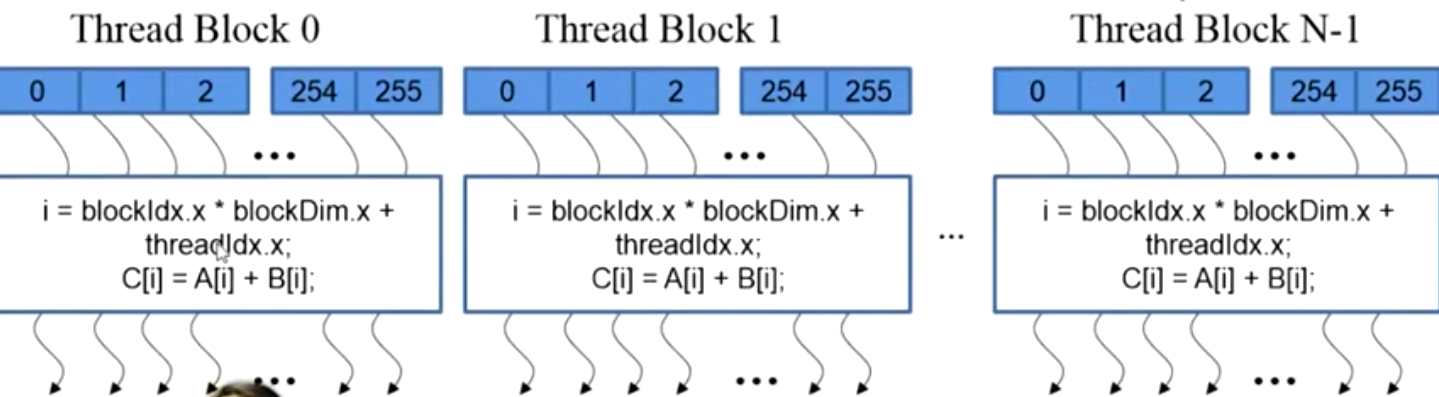 Thread Block 0
0 1 2 254 255
...
i = blockIdx.x * blockDim.x +
threadIdx.x;
C[i] = A[i] + B[i];
...
Thread Block 1
0 1 2 254 255
...
i = blockIdx.x * blockDim.x +
threadIdx.x;
C[i] = A[i] + B[i];
...
...
Thread Block N-1
0 1 2 254 255
...
i = blockIdx.x * blockDim.x +
threadIdx.x;
C[i] = A[i] + B[i];
...